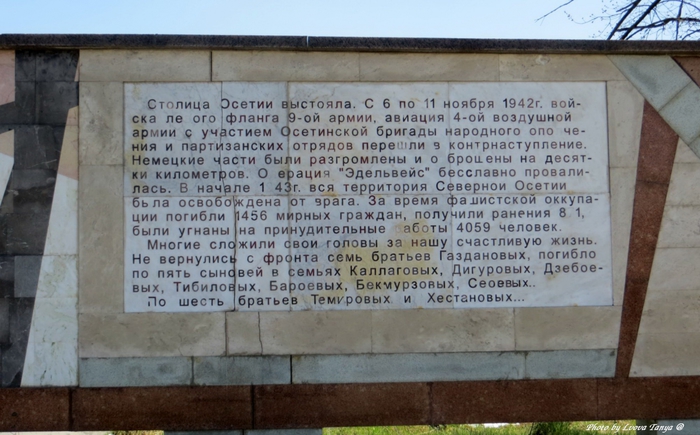 Столица Осетии выстояла. С 6 по 11 ноября 1942г. вой-
ска ле ого фланга 9-ой армии, авиация 4-ой воздушной
армии с участием Осетинской бригады народного опо че-
ния и партизанских отрядов перешли в контрнаступление.
Немецкие части были разгромлены и о брошены на десят-
ки километров. О ерация "Эдельвейс" бесславно провали-
лась. В начале 1 43г. вся территория Северной Осетии
была освобождена от врага. За время фашистской оккупа-
ции погибли 1456 мирных граждан, получили ранения 8 1,
были угнаны на принудительные аботы 4059 человек.
Многие сложили свои головы за нашу счастливую жизнь.
Не вернулись с фронта семь братьев Газдановых, погибло
по пять сыновей в семьях Каллаговых, Дигуровых, Дзебое-
вых, Тибиловых, Бароевых, Бекмурзовых, Сеоевых..
По шесть братьев Темировых и Хестановых...
Photo by Lvova Tanya @